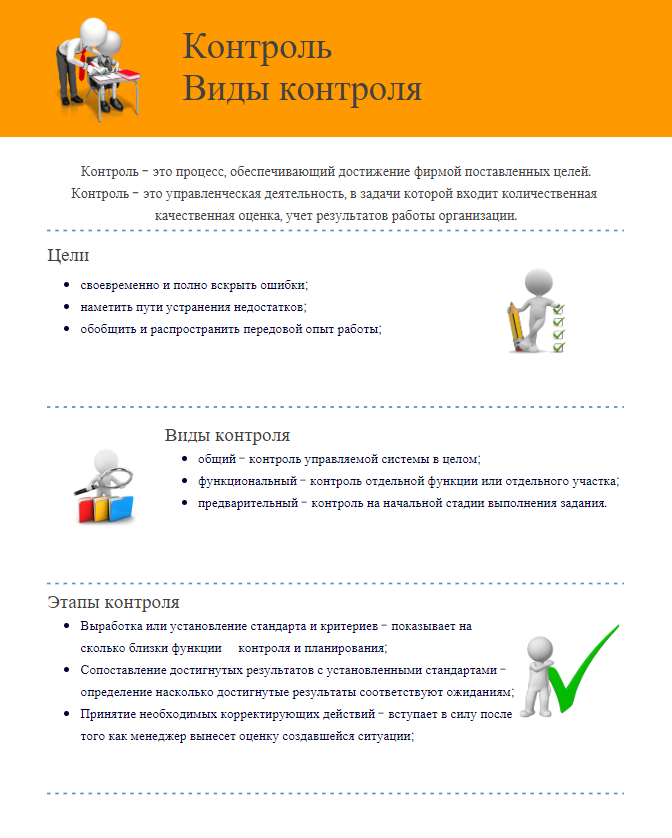 Контроль
Виды контроля
Контроль – это процесс, обеспечивающий достижение фирмой поставленных целей.
Контроль – это управленческая деятельность, в задачи которой входит количественная
качественная оценка, учет результатов работы организации.
Цели
• своевременно и полно вскрыть ошибки;
• наметить пути устранения недостатков;
• обобщить и распространить передовой опыт работы;
Виды контроля
• общий – контроль управляемой системы в целом;
• функциональный – контроль отдельной функции или отдельного участка;
• предварительный – контроль на начальной стадии выполнения задания.
Этапы контроля
• Выработка или установление стандарта и критериев – показывает на
сколько близки функции контроля и планирования;
• Сопоставление достигнутых результатов с установленными стандартами –
определение насколько достигнутые результаты соответствуют ожиданиям;
• Принятие необходимых корректирующих действий – вступает в силу после
того как менеджер вынесет оценку создавшейся ситуации;